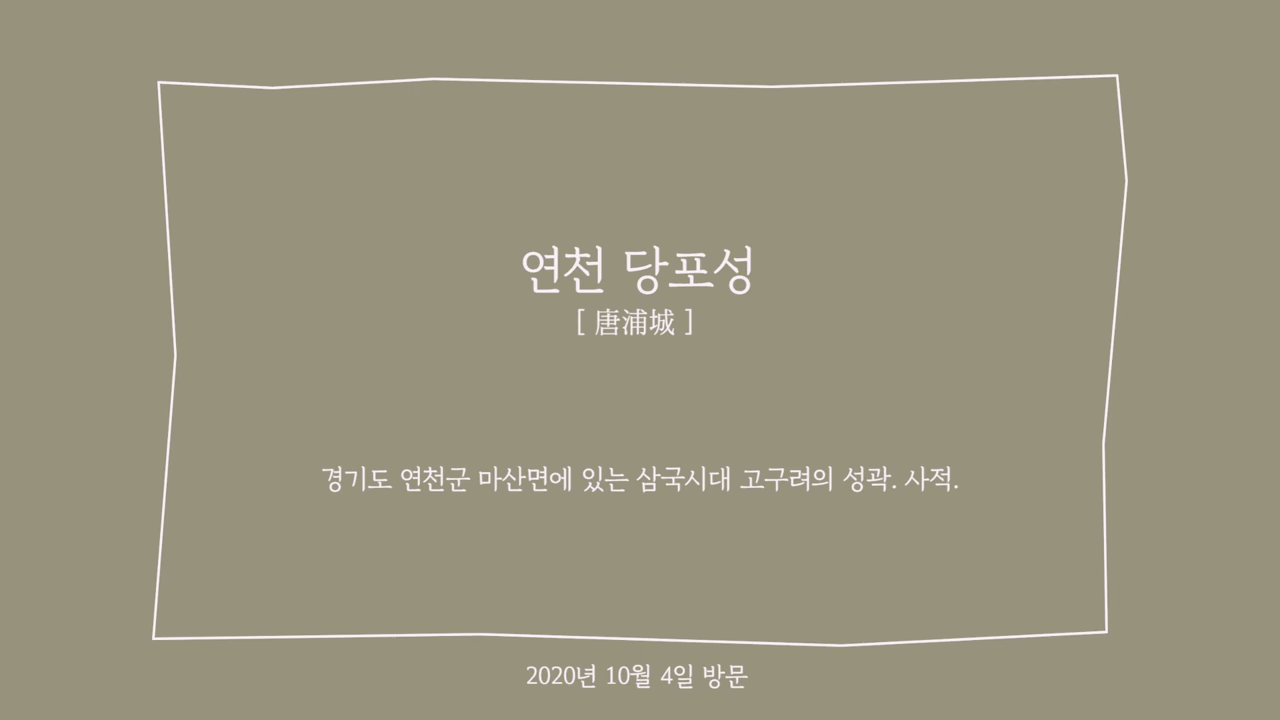 연천 당포성
[ 唐浦城 ]
경기도 연천군 마산면에 있는 삼국시대 고구려의 성곽. 사적.
2020년 10월 4일 방문